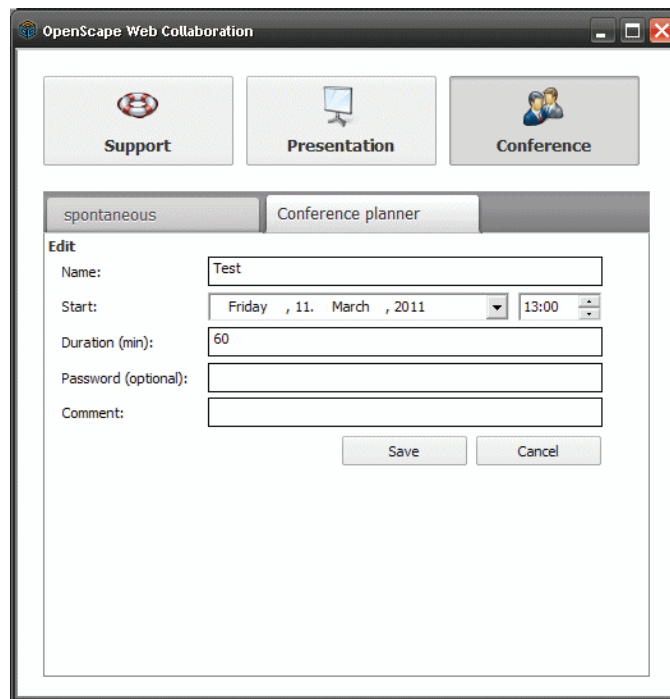 OpenScape Web Collaboration
Support Presentation Conference
spontaneous Conference planner
Edit
Name: Test
Start: Friday , 11. March , 2011 13:00
Duration (min): 60
Password (optional):
Comment:
Save Cancel